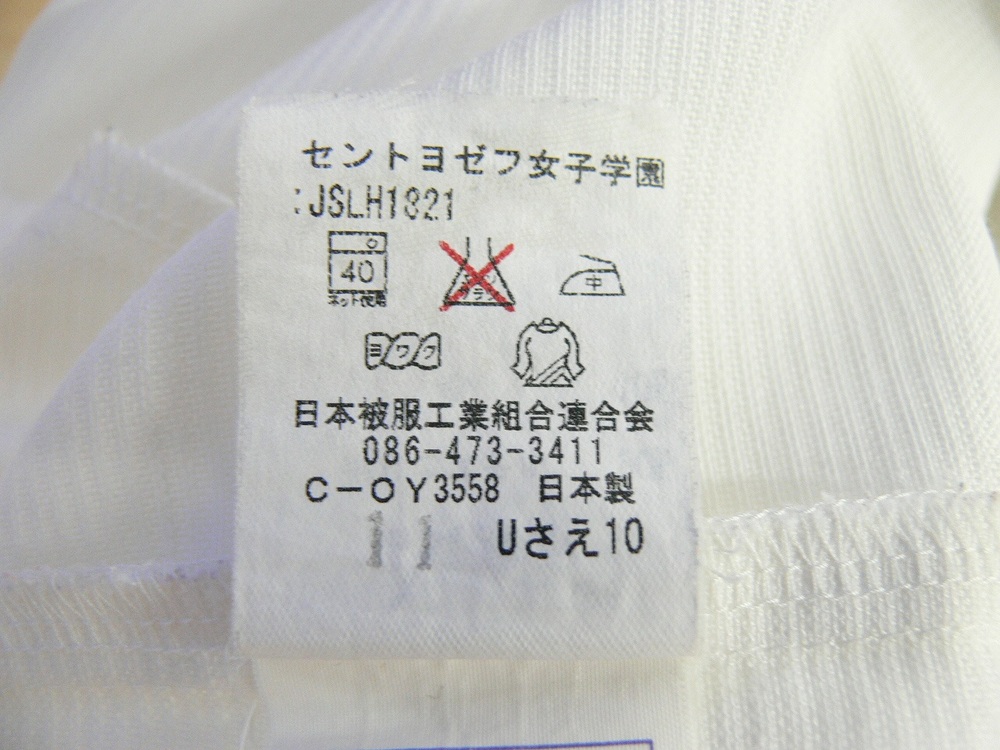 セントヨゼフ女子学園
:JSLH1821
40
ネット使用
中
ヨワク
日本被服工業組合連合会
086-473-3411
C-OY3558 日本製
11 Uさえ10